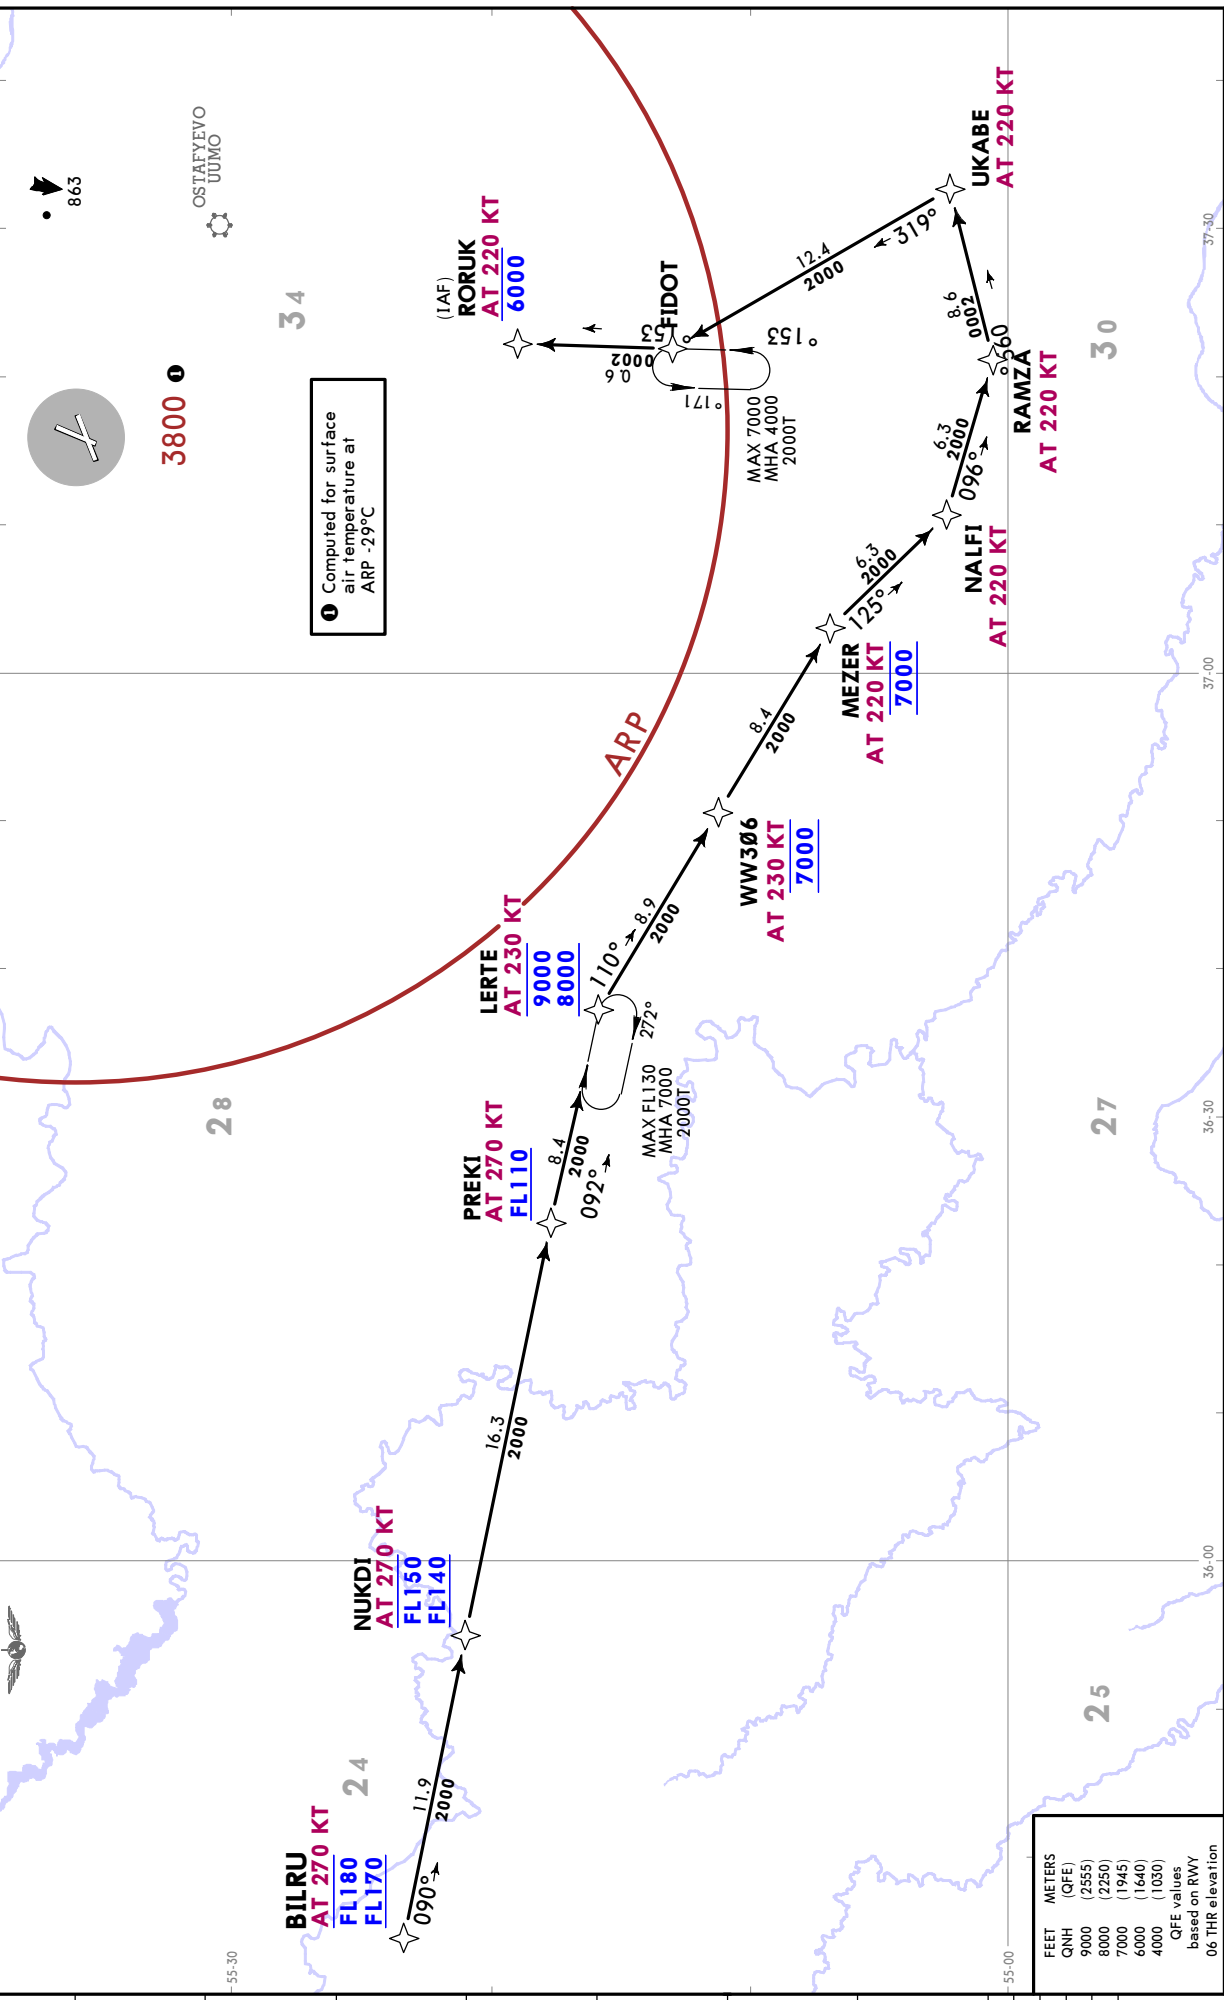 863
OSTAFYEVO
UUMO
34
3800 1
1 Computed for surface
air temperature at
ARP -29°C
(IAF)
RORUK
AT 220 KT
6000
FIDOT
351°
6.0
2000
351°
171°
MAX 7000
MHA 4000
2000T
12.4
2000
319°
UKABE
AT 220 KT
6.8
2000
066°
RAMZA
AT 220 KT
30
6.3
2000
096°
NALFI
AT 220 KT
6.3
2000
125°
MEZER
AT 220 KT
7000
8.4
2000
WW3Ø6
AT 230 KT
7000
ARP
LERTE
AT 230 KT
9000
8000
110°
8.9
2000
272°
MAX FL130
MHA 7000
2000T
28
27
PREKI
AT 270 KT
FL110
8.4
2000
092°
16.3
2000
NUKDI
AT 270 KT
FL150
FL140
11.9
2000
24
25
BILRU
AT 270 KT
FL180
FL170
090°
55-30
55-00
36-00
36-30
37-00
37-30
FEET METERS
QNH (QFE)
9000 (2555)
8000 (2250)
7000 (1945)
6000 (1640)
4000 (1030)
QFE values
based on RWY
06 THR elevation